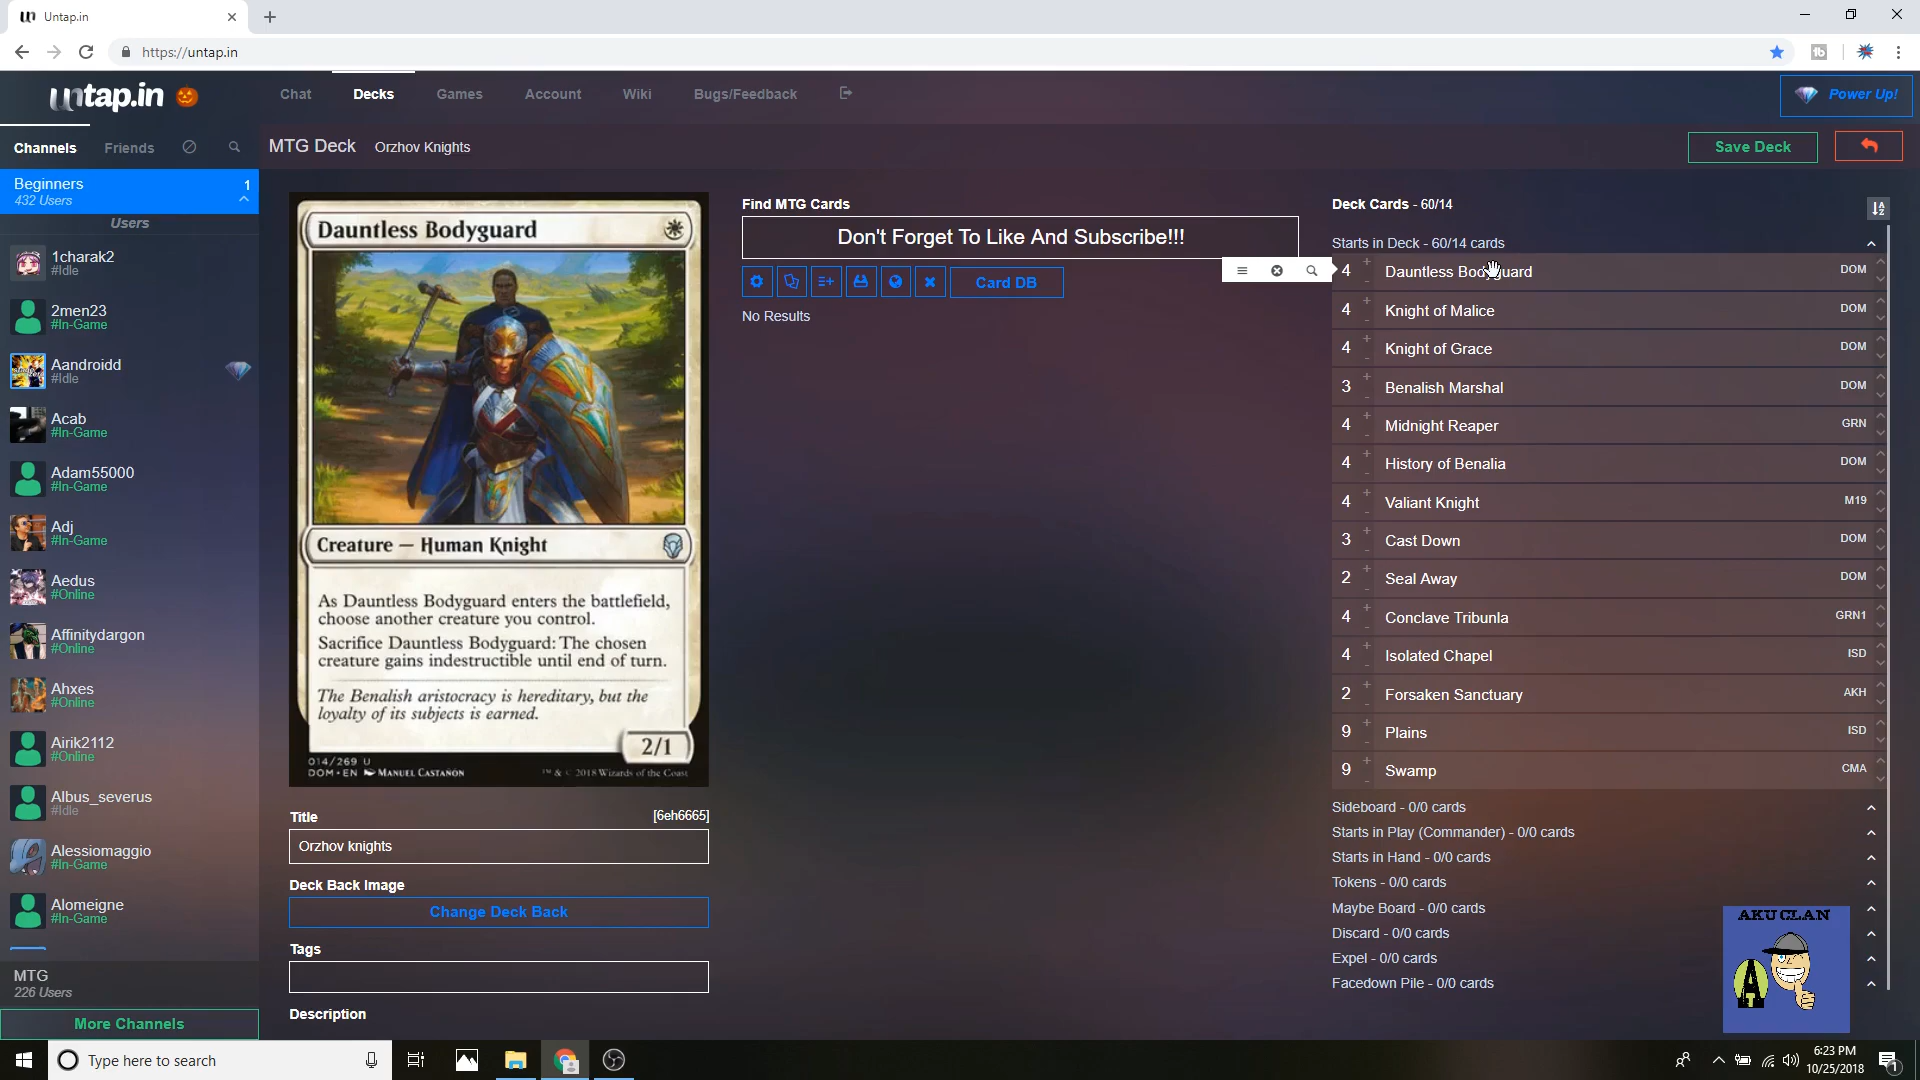 Untap.in
https://untap.in
untap.in
Chat Decks Games Account Wiki Bugs/Feedback
Power Up!
Channels Friends
MTG Deck Orzhov Knights
Save Deck
Beginners 1
432 Users
Users
1charak2
#Idle
2men23
#In-Game
Aandroidd
#Idle
Acab
#In-Game
Adam55000
#In-Game
Adj
#In-Game
Aedus
#Online
Affinitydargon
#Online
Ahxes
#Online
Airik2112
#Online
Albus_severus
#Idle
Alessiomaggio
#In-Game
Alomeigne
#In-Game
MTG
226 Users
More Channels
Dauntless Bodyguard
Creature — Human Knight
As Dauntless Bodyguard enters the battlefield,
choose another creature you control.
Sacrifice Dauntless Bodyguard: The chosen
creature gains indestructible until end of turn.
The Benalish aristocracy is hereditary, but the
loyalty of its subjects is earned.
2/1
014/269 U
DOM • EN MANUEL CASTAÑON
™ & © 2018 Wizards of the Coast
Title [6eh6665]
Orzhov knights
Deck Back Image
Change Deck Back
Tags
Description
Find MTG Cards
Don't Forget To Like And Subscribe!!!
Card DB
No Results
Deck Cards - 60/14
Starts in Deck - 60/14 cards
4 Dauntless Bodyguard DOM
4 Knight of Malice DOM
4 Knight of Grace DOM
3 Benalish Marshal DOM
4 Midnight Reaper GRN
4 History of Benalia DOM
4 Valiant Knight M19
3 Cast Down DOM
2 Seal Away DOM
4 Conclave Tribunla GRN1
4 Isolated Chapel ISD
2 Forsaken Sanctuary AKH
9 Plains ISD
9 Swamp CMA
Sideboard - 0/0 cards
Starts in Play (Commander) - 0/0 cards
Starts in Hand - 0/0 cards
Tokens - 0/0 cards
Maybe Board - 0/0 cards
Discard - 0/0 cards
Expel - 0/0 cards
Facedown Pile - 0/0 cards
AKU CLAN
A
Type here to search
6:23 PM
10/25/2018
1